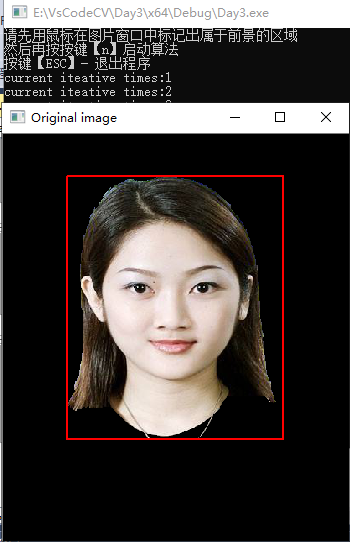 E:\VsCodeCV\Day3\x64\Debug\Day3.exe
请先用鼠标在图片窗口中标记出属于前景的区域
然后再按按键【n】启动算法
按键【ESC】- 退出程序
current iteative times:1
current iteative times:2
Original image